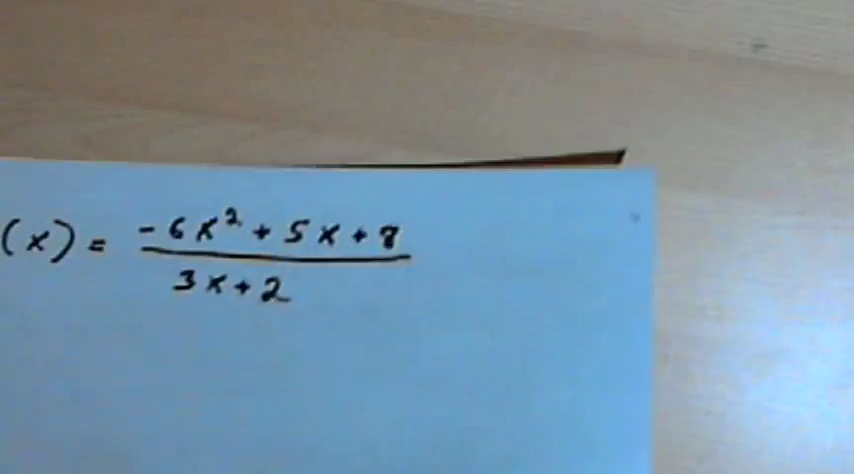 (x) = -6x² + 5x + 8
3x + 2